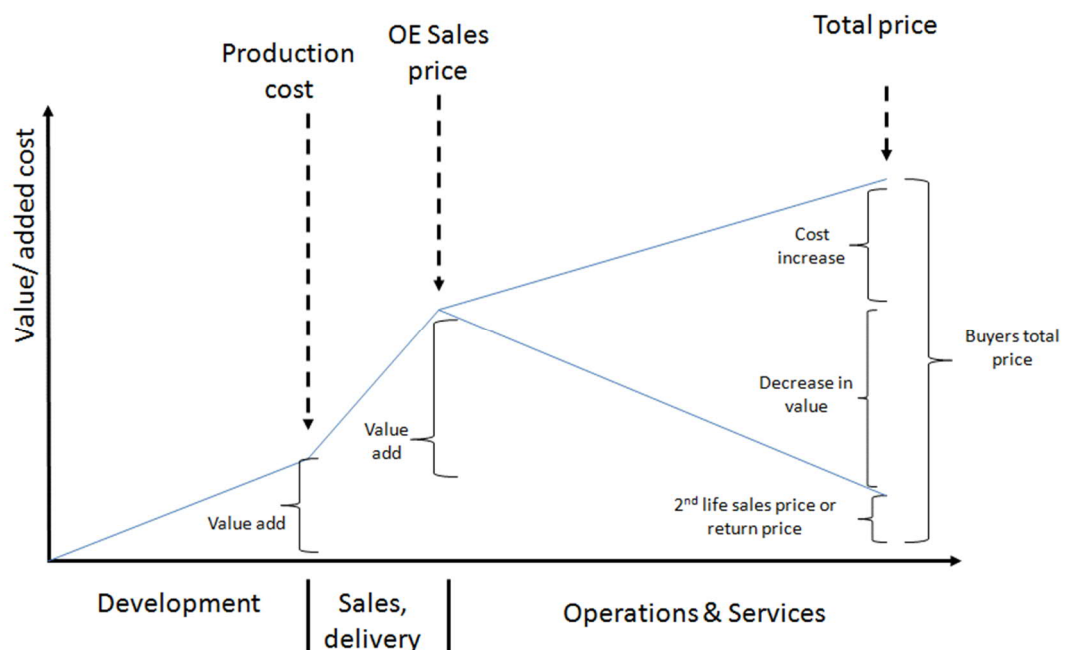 Total price
OE Sales
price
Production
cost
Value/ added cost
Cost
increase
Buyers total
price
Decrease in
value
Value
add
2nd life sales price or
return price
Value add
Development
Sales,
delivery
Operations & Services